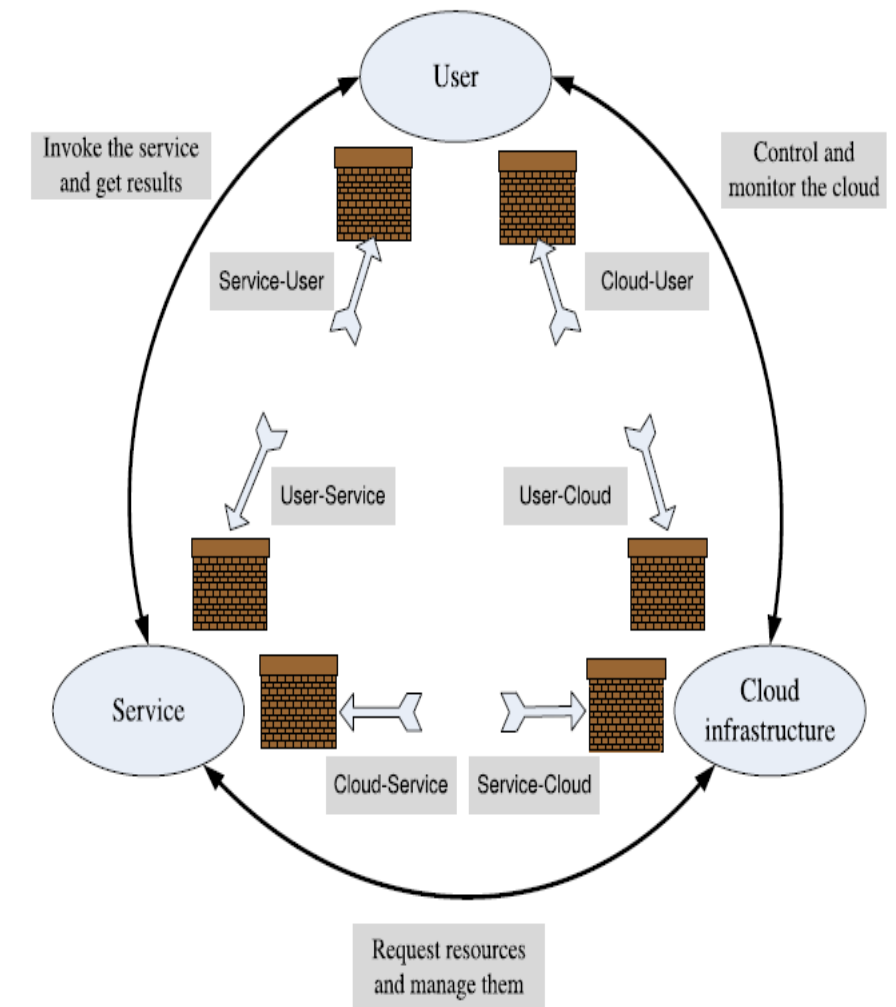 User
Invoke the service
and get results
Control and
monitor the cloud
Service-User
Cloud-User
User-Service
User-Cloud
Service
Cloud
infrastructure
Cloud-Service
Service-Cloud
Request resources
and manage them